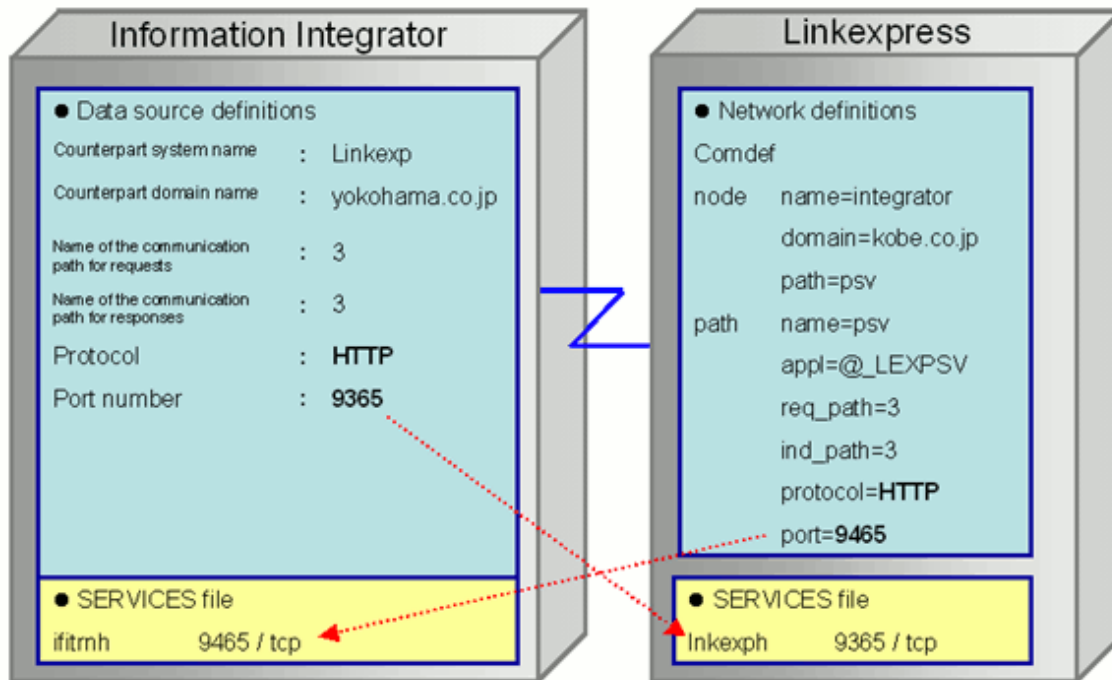 Information Integrator
● Data source definitions
Counterpart system name : Linkexp
Counterpart domain name : yokohama.co.jp
Name of the communication
path for requests : 3
Name of the communication
path for responses : 3
Protocol : HTTP
Port number : 9365
● SERVICES file
ifitrnh 9465 / tcp
Linkexpress
● Network definitions
Comdef
node name=integrator
domain=kobe.co.jp
path=psv
path name=psv
appl=@_LEXPSV
req_path=3
ind_path=3
protocol=HTTP
port=9465
● SERVICES file
lnkexph 9365 / tcp